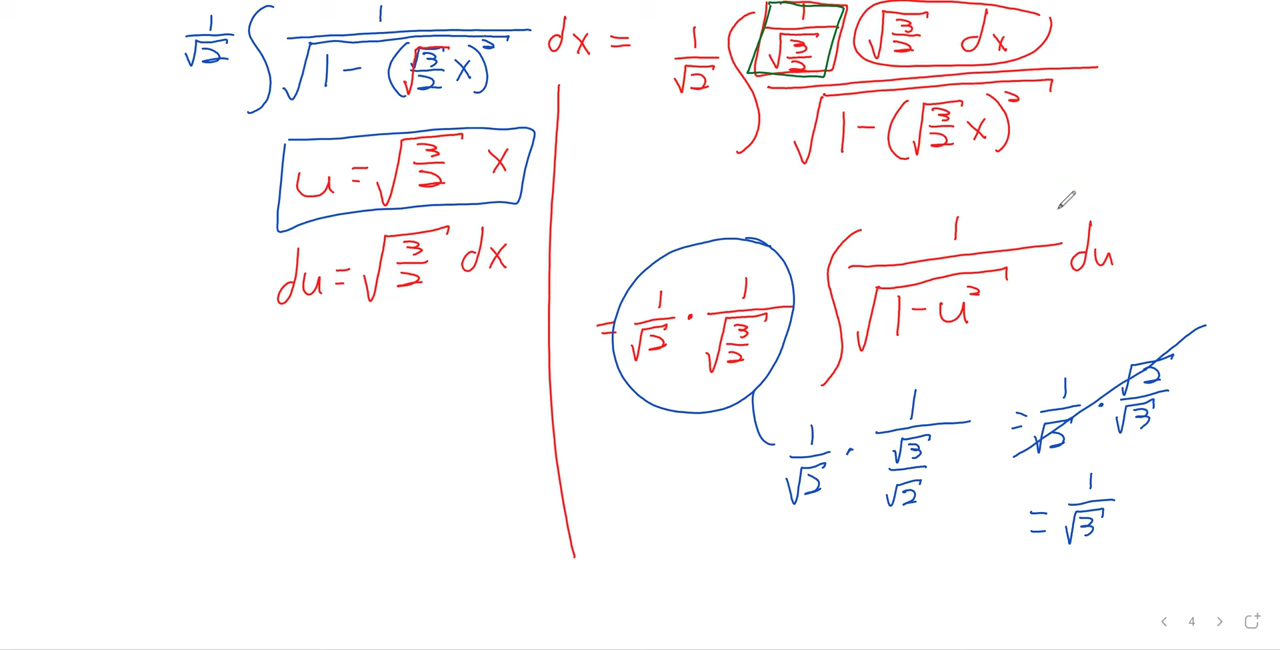 1/√2 ∫ 1/√(1 - (√(3/2) x)²) dx = 1/√2 ∫ (1/√(3/2)) √(3/2) dx / √(1 - (√(3/2) x)²)
u = √(3/2) x
du = √(3/2) dx
= 1/√2 · 1/√(3/2) ∫ 1/√(1 - u²) du
1/√2 · 1/(√3/√2) = 1/√2 · √2/√3
= 1/√3
< 4 >